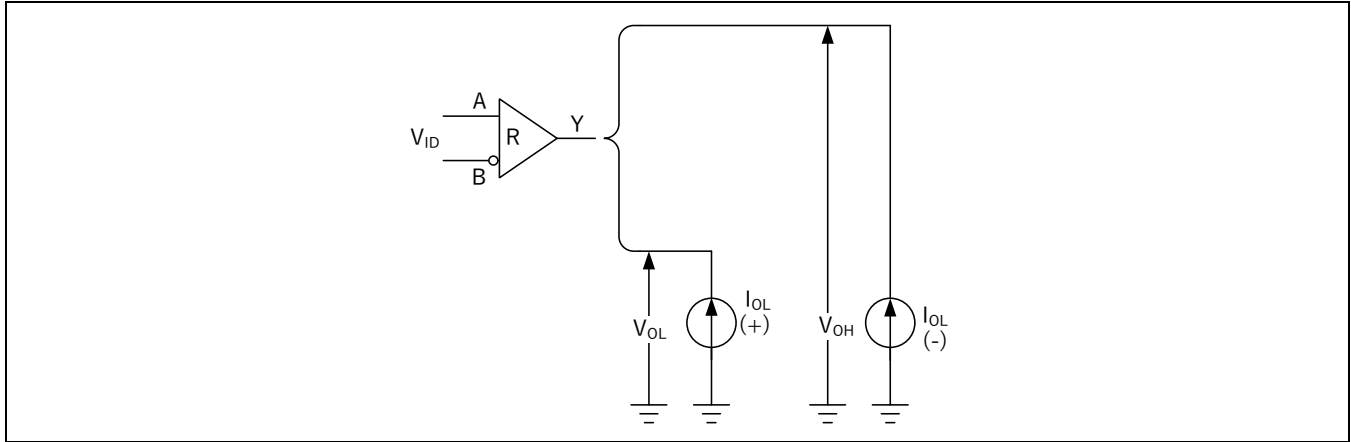 A
V_ID
R
Y
B
V_OL
I_OL
(+)
V_OH
I_OL
(-)